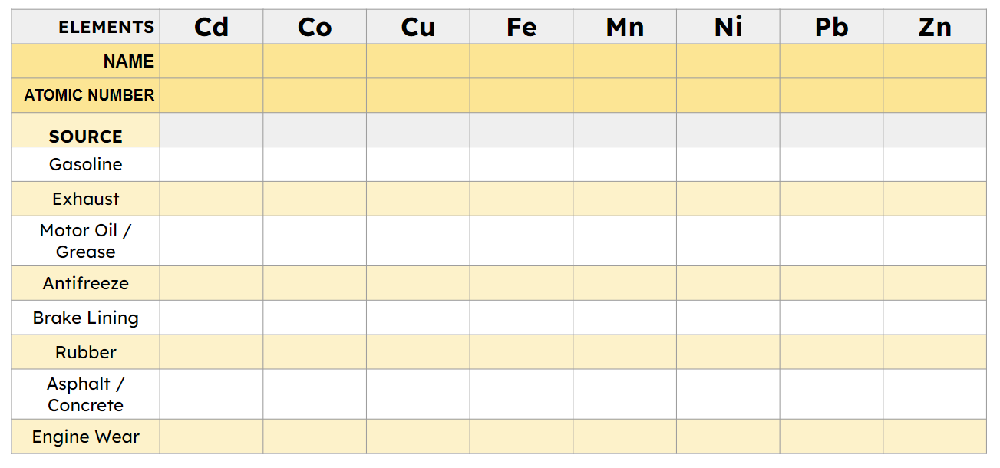 ELEMENTS Cd Co Cu Fe Mn Ni Pb Zn
NAME
ATOMIC NUMBER
SOURCE
Gasoline
Exhaust
Motor Oil /
Grease
Antifreeze
Brake Lining
Rubber
Asphalt /
Concrete
Engine Wear